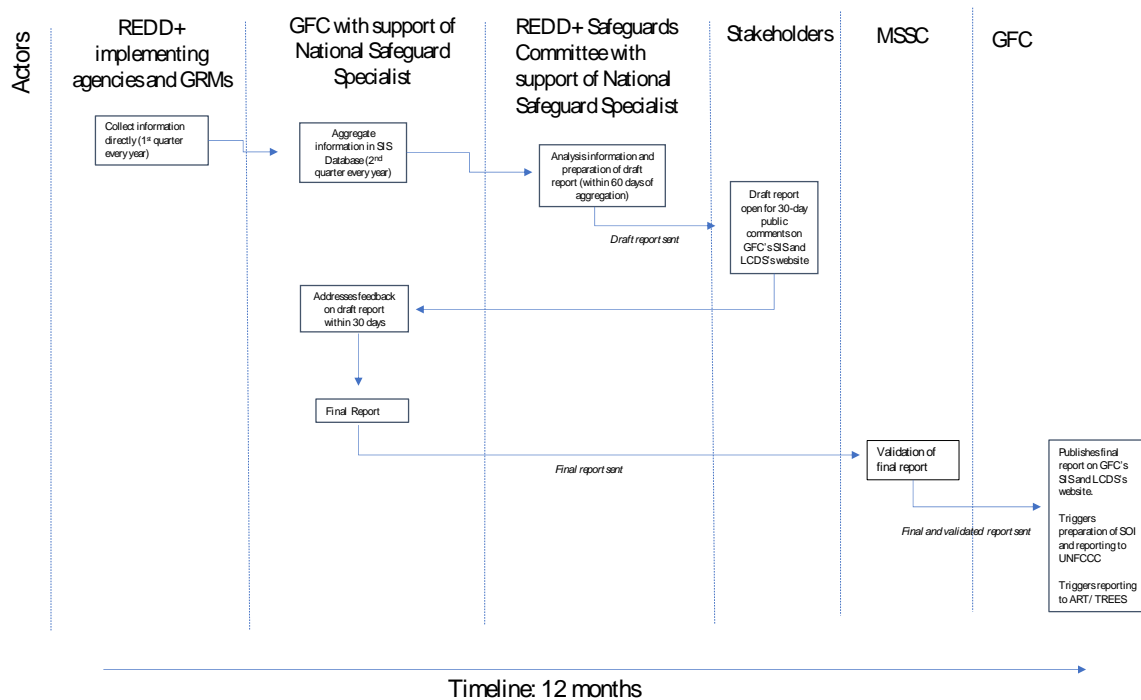 Actors
REDD+
implementing
agencies and GRMs
GFC with support of
National Safeguard
Specialist
REDD+ Safeguards
Committee with
support of National
Safeguard Specialist
Stakeholders
MSSC
GFC
Collect information
directly (1st quarter
every year)
Aggregate
information in SIS
Database (2nd
quarter every year)
Analysis information and
preparation of draft
report (within 60 days of
aggregation)
Draft report sent
Draft report
open for 30-day
public
comments on
GFC's SIS and
LCDS's website
Addresses feedback
on draft report
within 30 days
Final Report
Final report sent
Validation of
final report
Final and validated report sent
Publishes final
report on GFC's
SIS and LCDS's
website.
Triggers
preparation of SOI
and reporting to
UNFCCC
Triggers reporting
to ART/ TREES
Timeline: 12 months